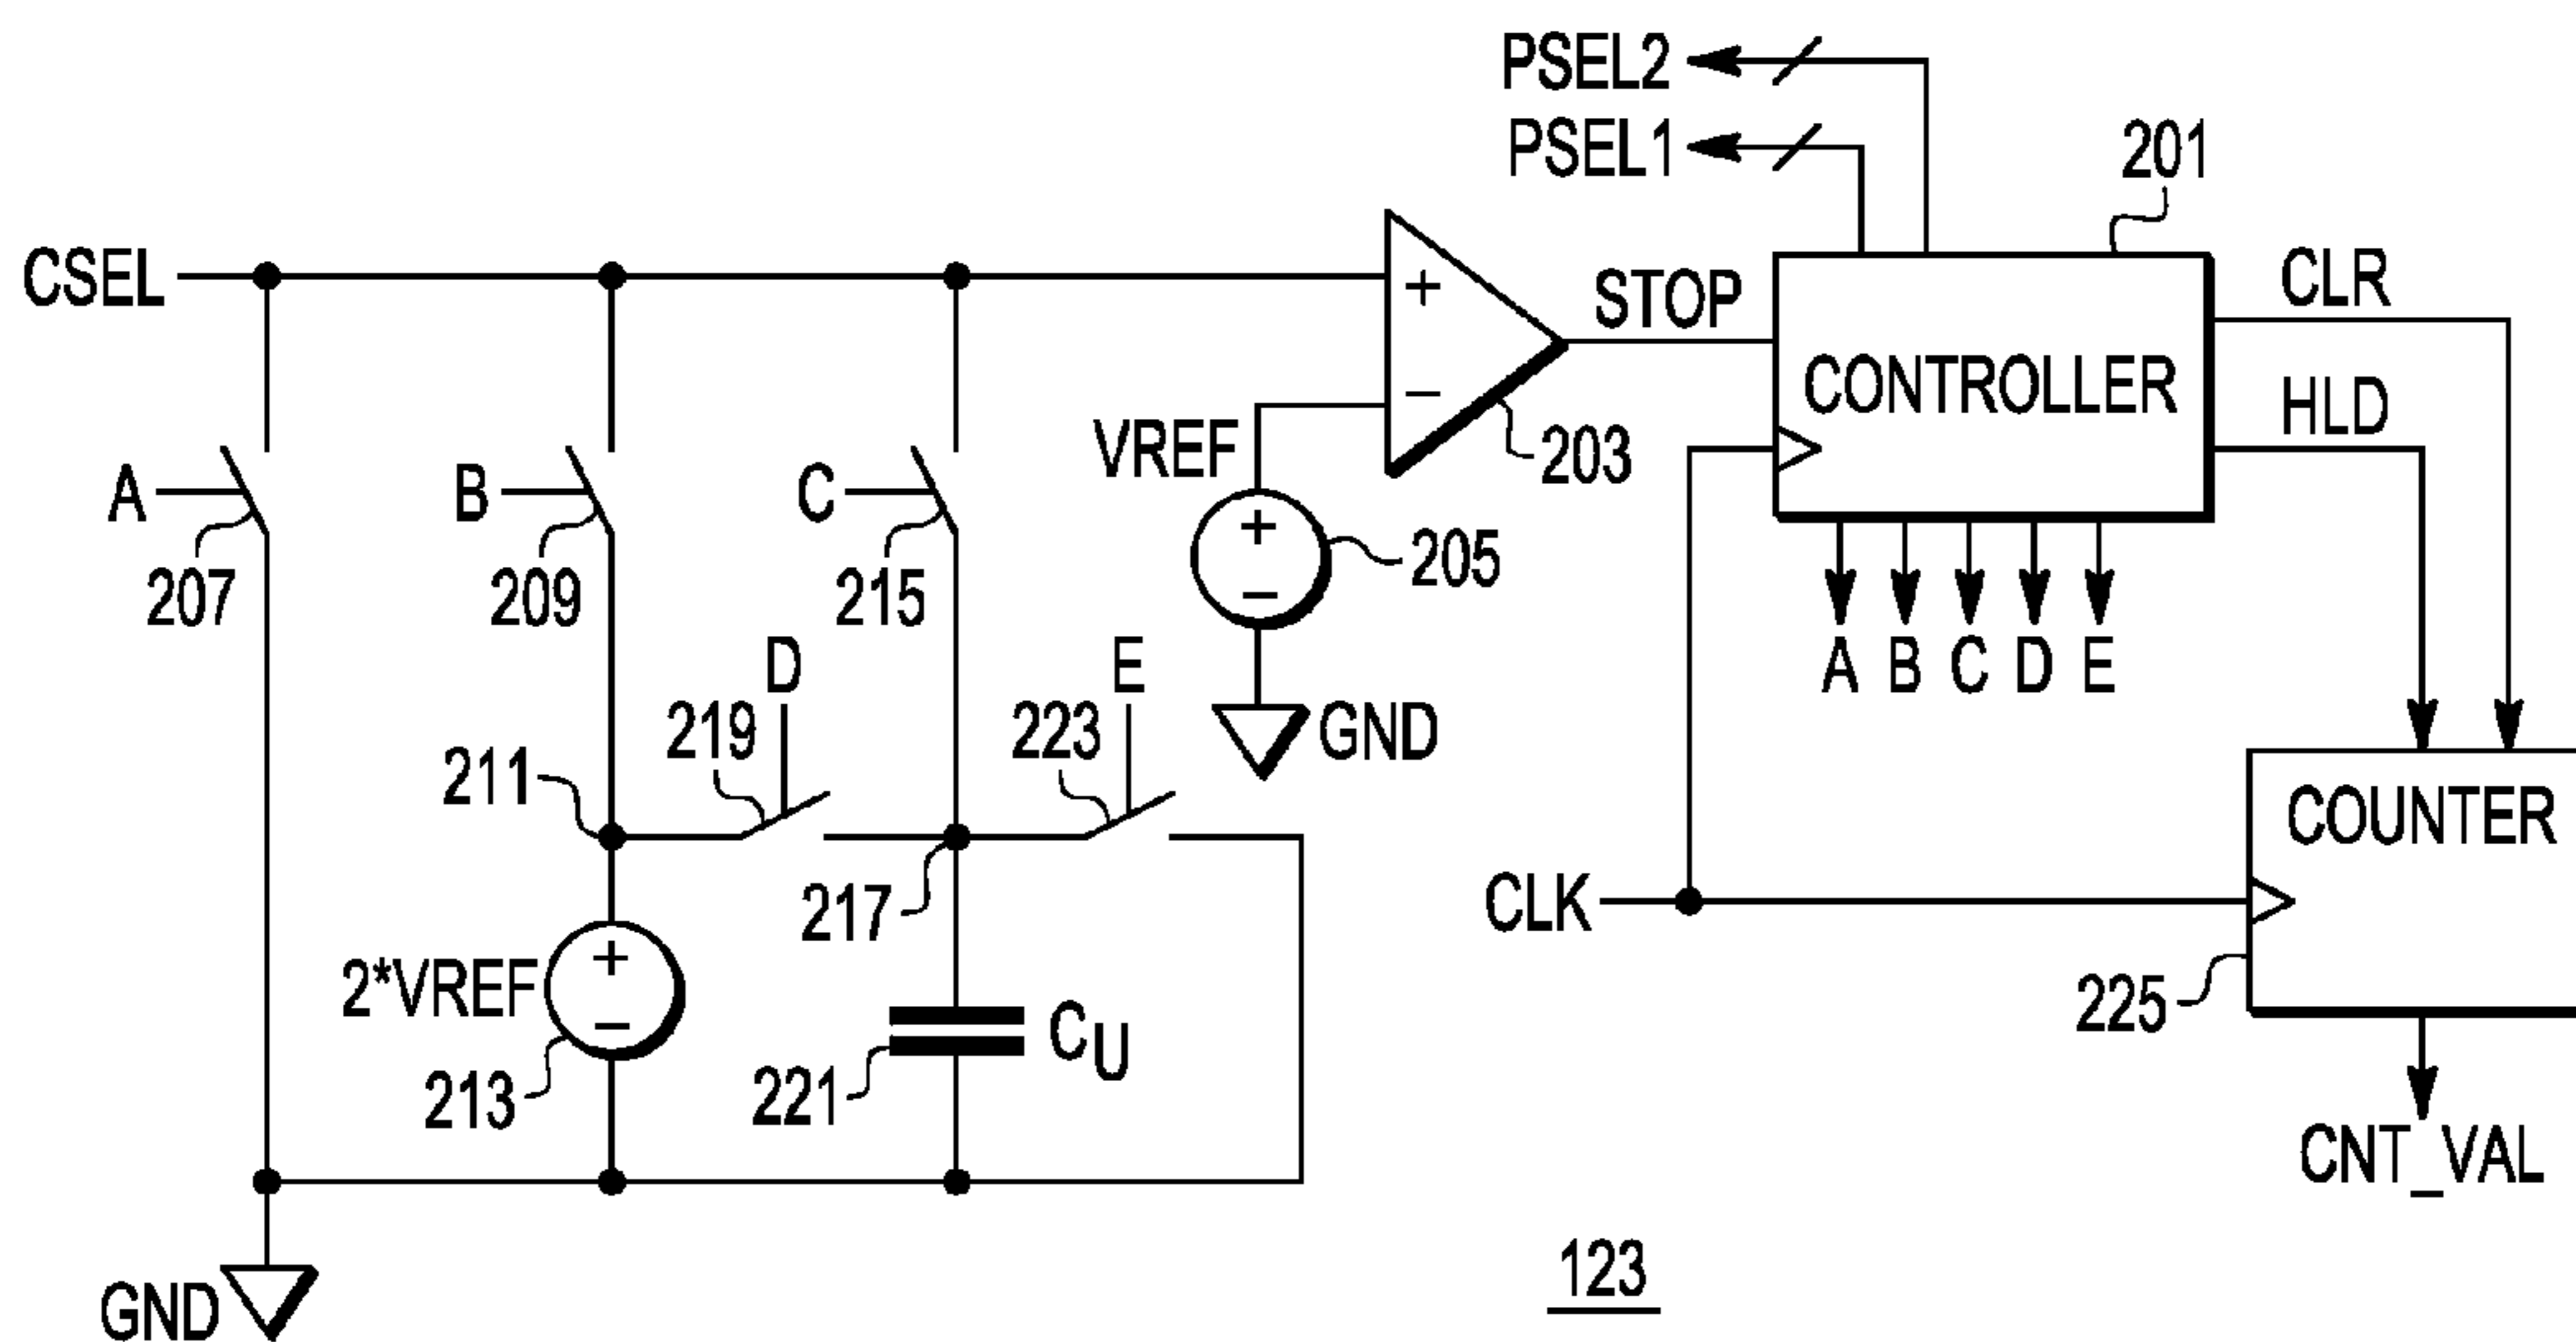 PSEL2
PSEL1
201
CSEL
STOP
CLR
CONTROLLER
HLD
VREF
203
A
B
C
207
209
215
205
D
E
A B C D E
219
223
GND
211
COUNTER
217
CLK
2*VREF
CU
225
213
221
CNT_VAL
GND
123